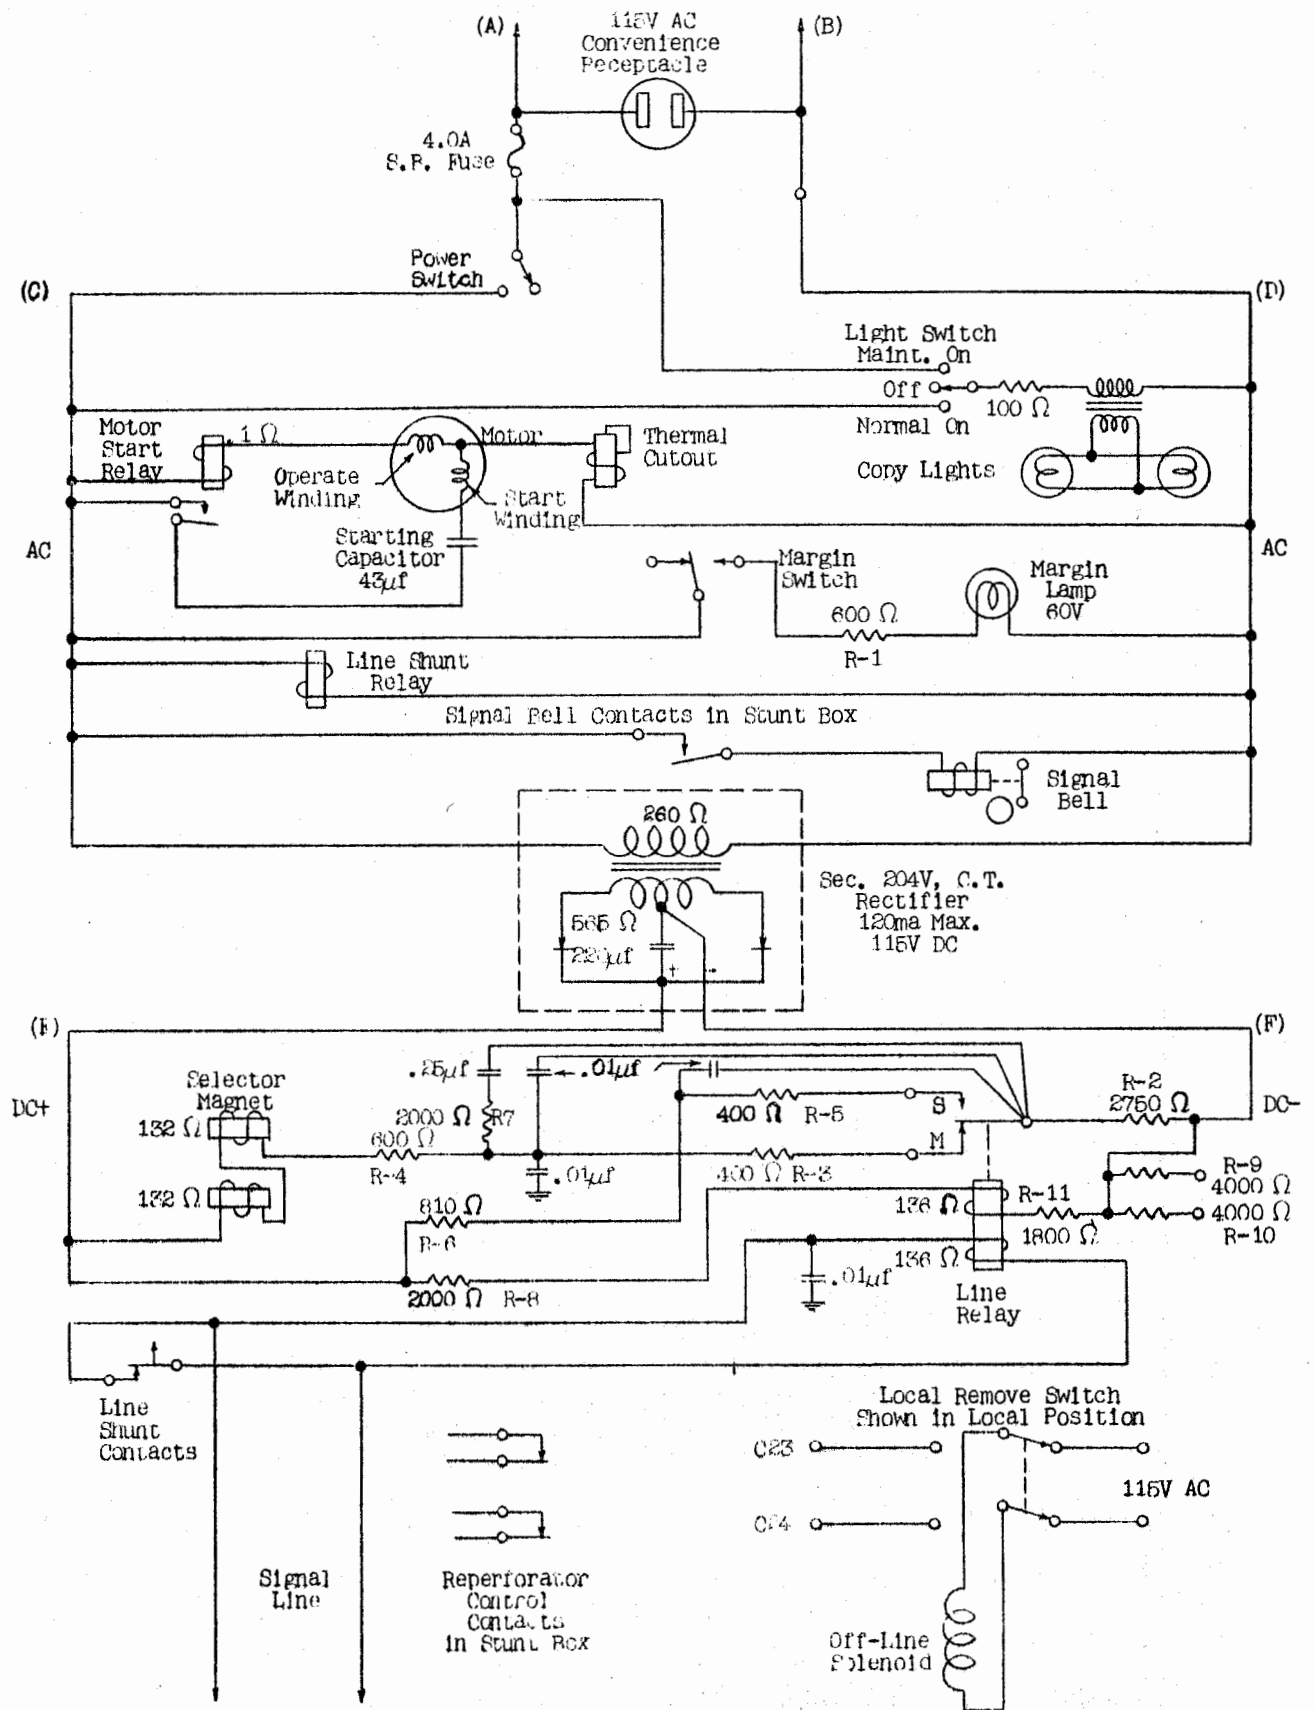 (A)
115V AC
Convenience
Receptacle
(B)
4.0A
S.B. Fuse
Power
Switch
(C)
(D)
Light Switch
Maint. On
Off
100 Ω
Normal On
Motor
Start
Relay
.1 Ω
Motor
Thermal
Cutout
Operate
Winding
Start
Winding
Copy Lights
Starting
Capacitor
43µf
AC
AC
Margin
Switch
Margin
Lamp
60V
600 Ω
R-1
Line Shunt
Relay
Signal Bell Contacts in Stunt Box
Signal
Bell
260 Ω
Sec. 204V, C.T.
Rectifier
120ma Max.
115V DC
565 Ω
220µf
+
-
(E)
(F)
.25µf
.01µf
Selector
Magnet
DC+
DC-
R-2
2750 Ω
132 Ω
2000 Ω R7
400 Ω R-5
S
M
600 Ω
R-4
.01µf
400 Ω R-3
132 Ω
R-9
4000 Ω
810 Ω
R-6
136 Ω
R-11
1800 Ω
4000 Ω
R-10
136 Ω
.01µf
2000 Ω R-8
Line
Relay
Line
Shunt
Contacts
Local Remove Switch
Shown in Local Position
C23
115V AC
C24
Signal
Line
Reperforator
Control
Contacts
in Stunt Box
Off-Line
Solenoid